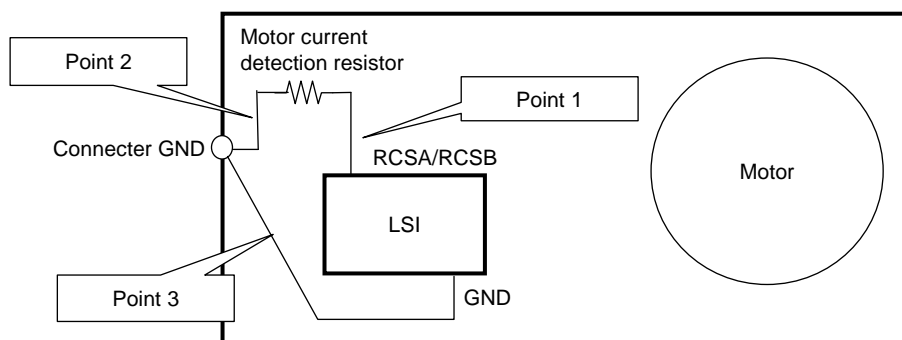 Motor current
detection resistor
Point 2
Point 1
Connecter GND
RCSA/RCSB
Motor
LSI
Point 3
GND